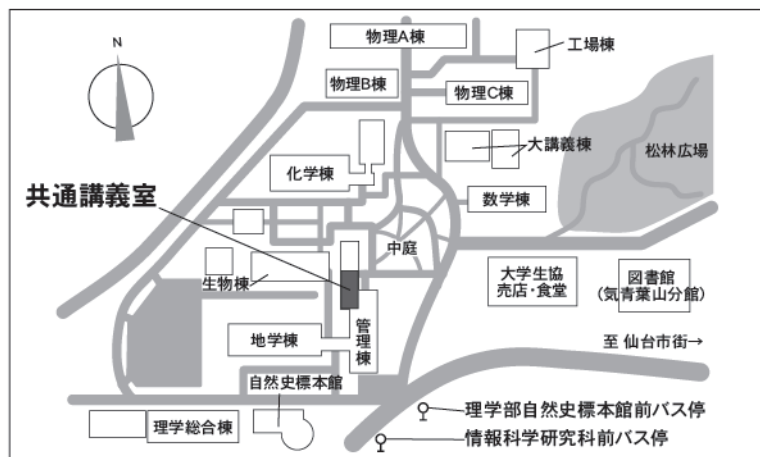 N
物理A棟
工場棟
物理B棟
物理C棟
大講義棟
松林広場
化学棟
共通講義室
数学棟
中庭
生物棟
大学生協
売店・食堂
図書館
(気青葉山分館)
管理棟
地学棟
至 仙台市街→
自然史標本館
理学部自然史標本館前バス停
理学総合棟
情報科学研究科前バス停